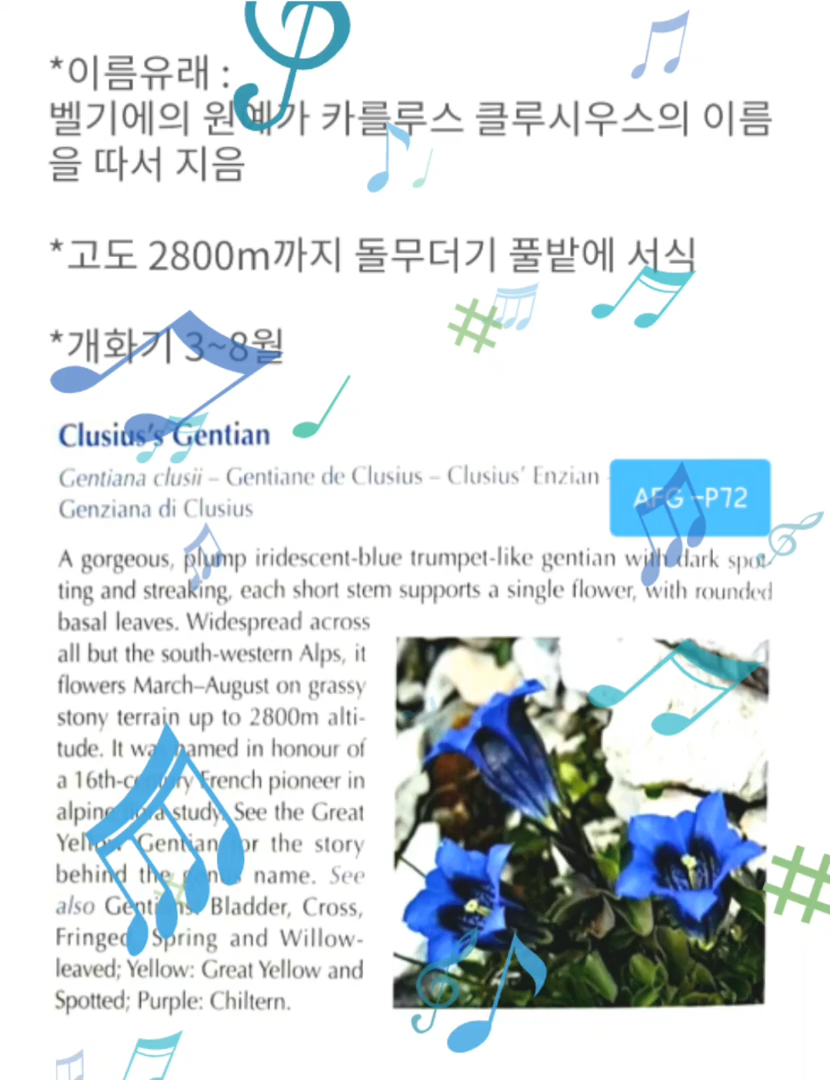 *이름유래 :
벨기에의 원예가 카를루스 클루시우스의 이름
을 따서 지음
*고도 2800m까지 돌무더기 풀밭에 서식
*개화기 3~8월
Clusius's Gentian
Gentiana clusii – Gentiane de Clusius – Clusius' Enzian -
Genziana di Clusius
AFG -P72
A gorgeous, plump iridescent-blue trumpet-like gentian with dark spot-
ting and streaking, each short stem supports a single flower, with rounded
basal leaves. Widespread across
all but the south-western Alps, it
flowers March–August on grassy
stony terrain up to 2800m alti-
tude. It was named in honour of
a 16th-century French pioneer in
alpine flora study. See the Great
Yellow Gentian for the story
behind the genus name. See
also Gentians: Bladder, Cross,
Fringed, Spring and Willow-
leaved; Yellow: Great Yellow and
Spotted; Purple: Chiltern.